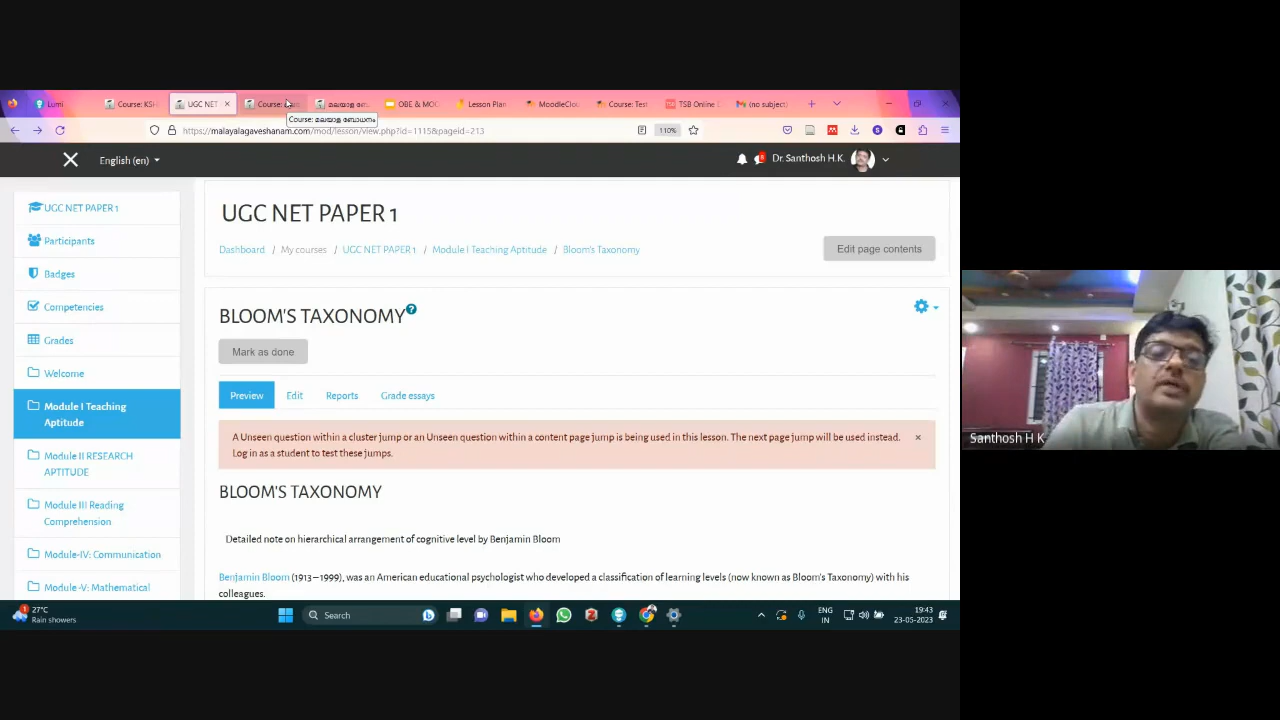 Lumi
Course: KSH
UGC NET
Course:
OBE & MOC
Lesson Plan
MoodleClou
Course: Test
TSB Online E
(no subject)
Course: മലയാള ബോധനം
https://malayalagaveshanam.com/mod/lesson/view.php?id=1115&pageid=213
110%
English (en)
Dr. Santhosh H.K.
UGC NET PAPER 1
Participants
Badges
Competencies
Grades
Welcome
Module I Teaching
Aptitude
Module II RESEARCH
APTITUDE
Module III Reading
Comprehension
Module-IV: Communication
Module -V: Mathematical
UGC NET PAPER 1
Dashboard / My courses / UGC NET PAPER 1 / Module I Teaching Aptitude / Bloom's Taxonomy
Edit page contents
BLOOM'S TAXONOMY
Mark as done
Preview Edit Reports Grade essays
A Unseen question within a cluster jump or an Unseen question within a content page jump is being used in this lesson. The next page jump will be used instead.
Log in as a student to test these jumps.
BLOOM'S TAXONOMY
Detailed note on hierarchical arrangement of cognitive level by Benjamin Bloom
Benjamin Bloom (1913–1999), was an American educational psychologist who developed a classification of learning levels (now known as Bloom's Taxonomy) with his
colleagues.
Santhosh H K
27°C
Rain showers
Search
ENG
IN
19:43
23-05-2023